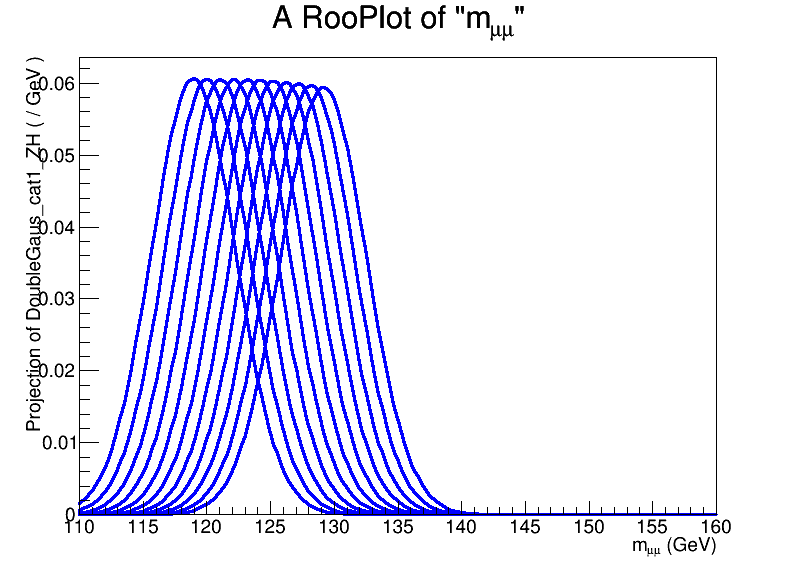 A RooPlot of "mμμ"
Projection of DoubleGaus_cat1_ZH ( / GeV )
0.06
0.05
0.04
0.03
0.02
0.01
0
110 115 120 125 130 135 140 145 150 155 160
mμμ (GeV)